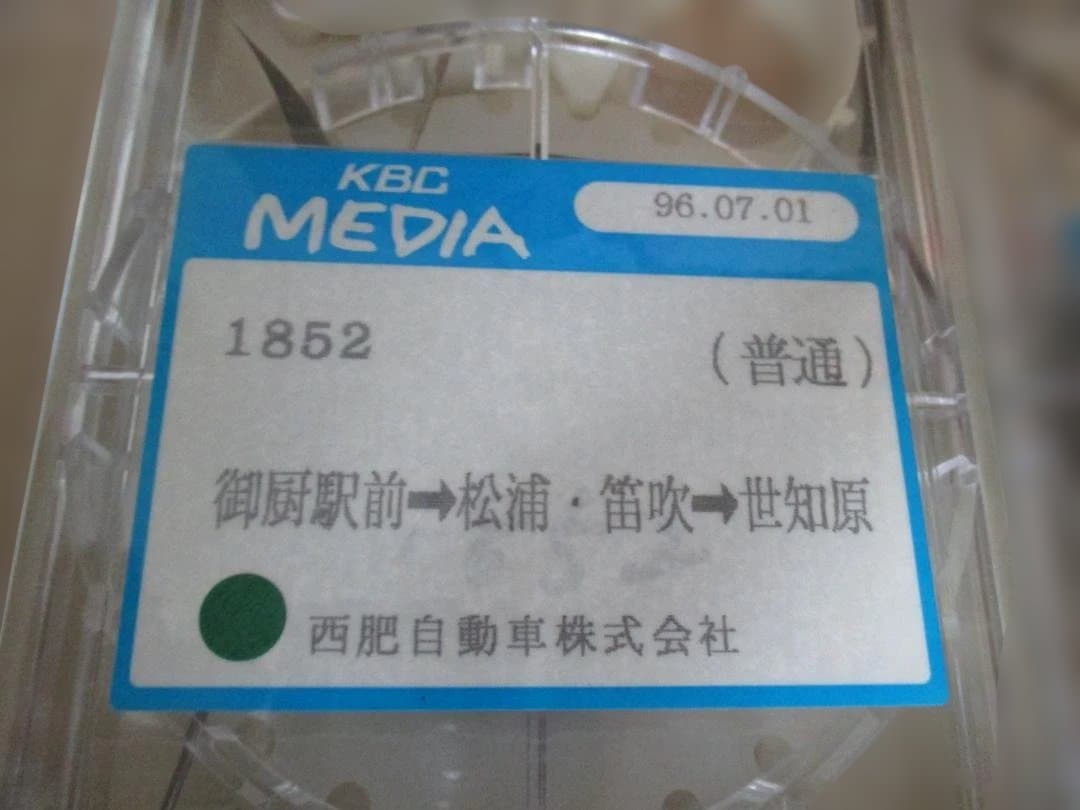 KBC
MEDIA
96.07.01
1852
(普通)
御厨駅前➡松浦・笛吹➡世知原
西肥自動車株式会社